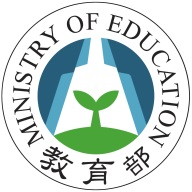 MINISTRY OF EDUCATION
教育部